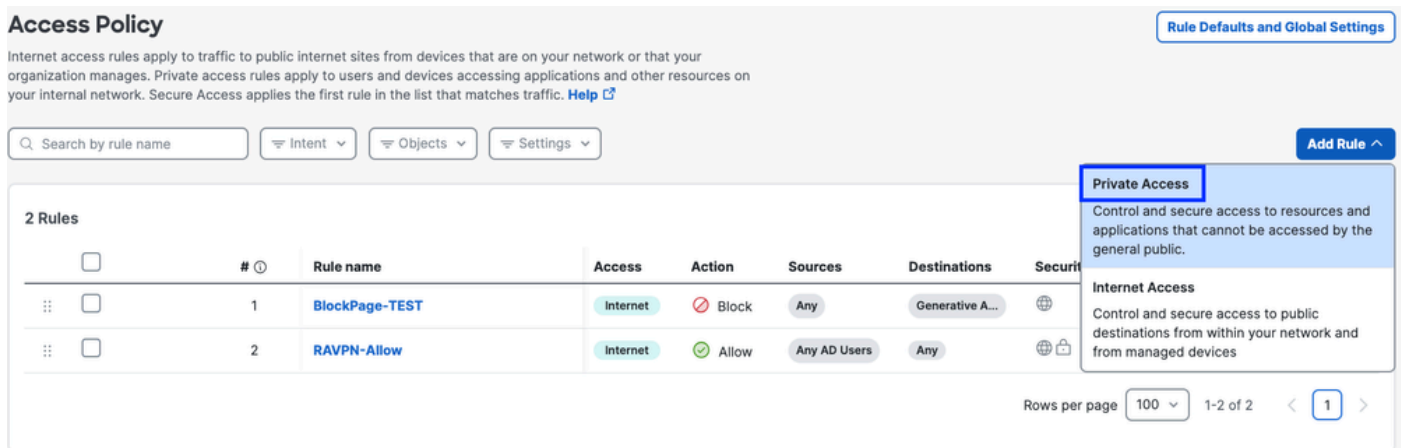 Access Policy
Rule Defaults and Global Settings
Internet access rules apply to traffic to public internet sites from devices that are on your network or that your
organization manages. Private access rules apply to users and devices accessing applications and other resources on
your internal network. Secure Access applies the first rule in the list that matches traffic. Help
Search by rule name
Intent
Objects
Settings
Add Rule
Private Access
Control and secure access to resources and
applications that cannot be accessed by the
general public.
Internet Access
Control and secure access to public
destinations from within your network and
from managed devices
2 Rules
# Rule name Access Action Sources Destinations Securit
1 BlockPage-TEST Internet Block Any Generative A...
2 RAVPN-Allow Internet Allow Any AD Users Any
Rows per page 100 1-2 of 2 < 1 >